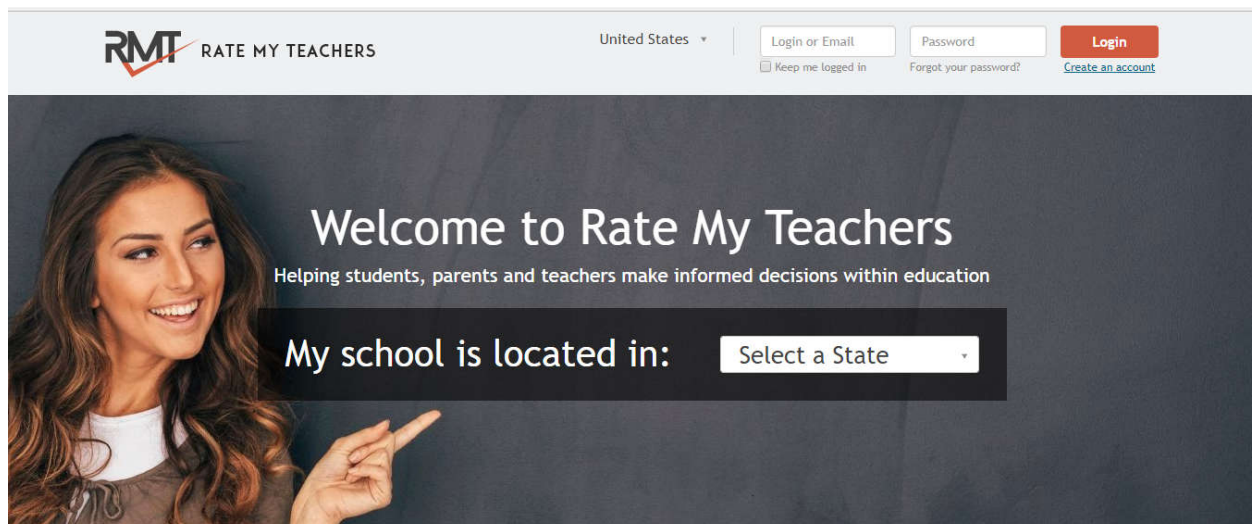 RMT RATE MY TEACHERS
United States
Login or Email
Password
Login
Keep me logged in
Forgot your password?
Create an account
Welcome to Rate My Teachers
Helping students, parents and teachers make informed decisions within education
My school is located in:
Select a State